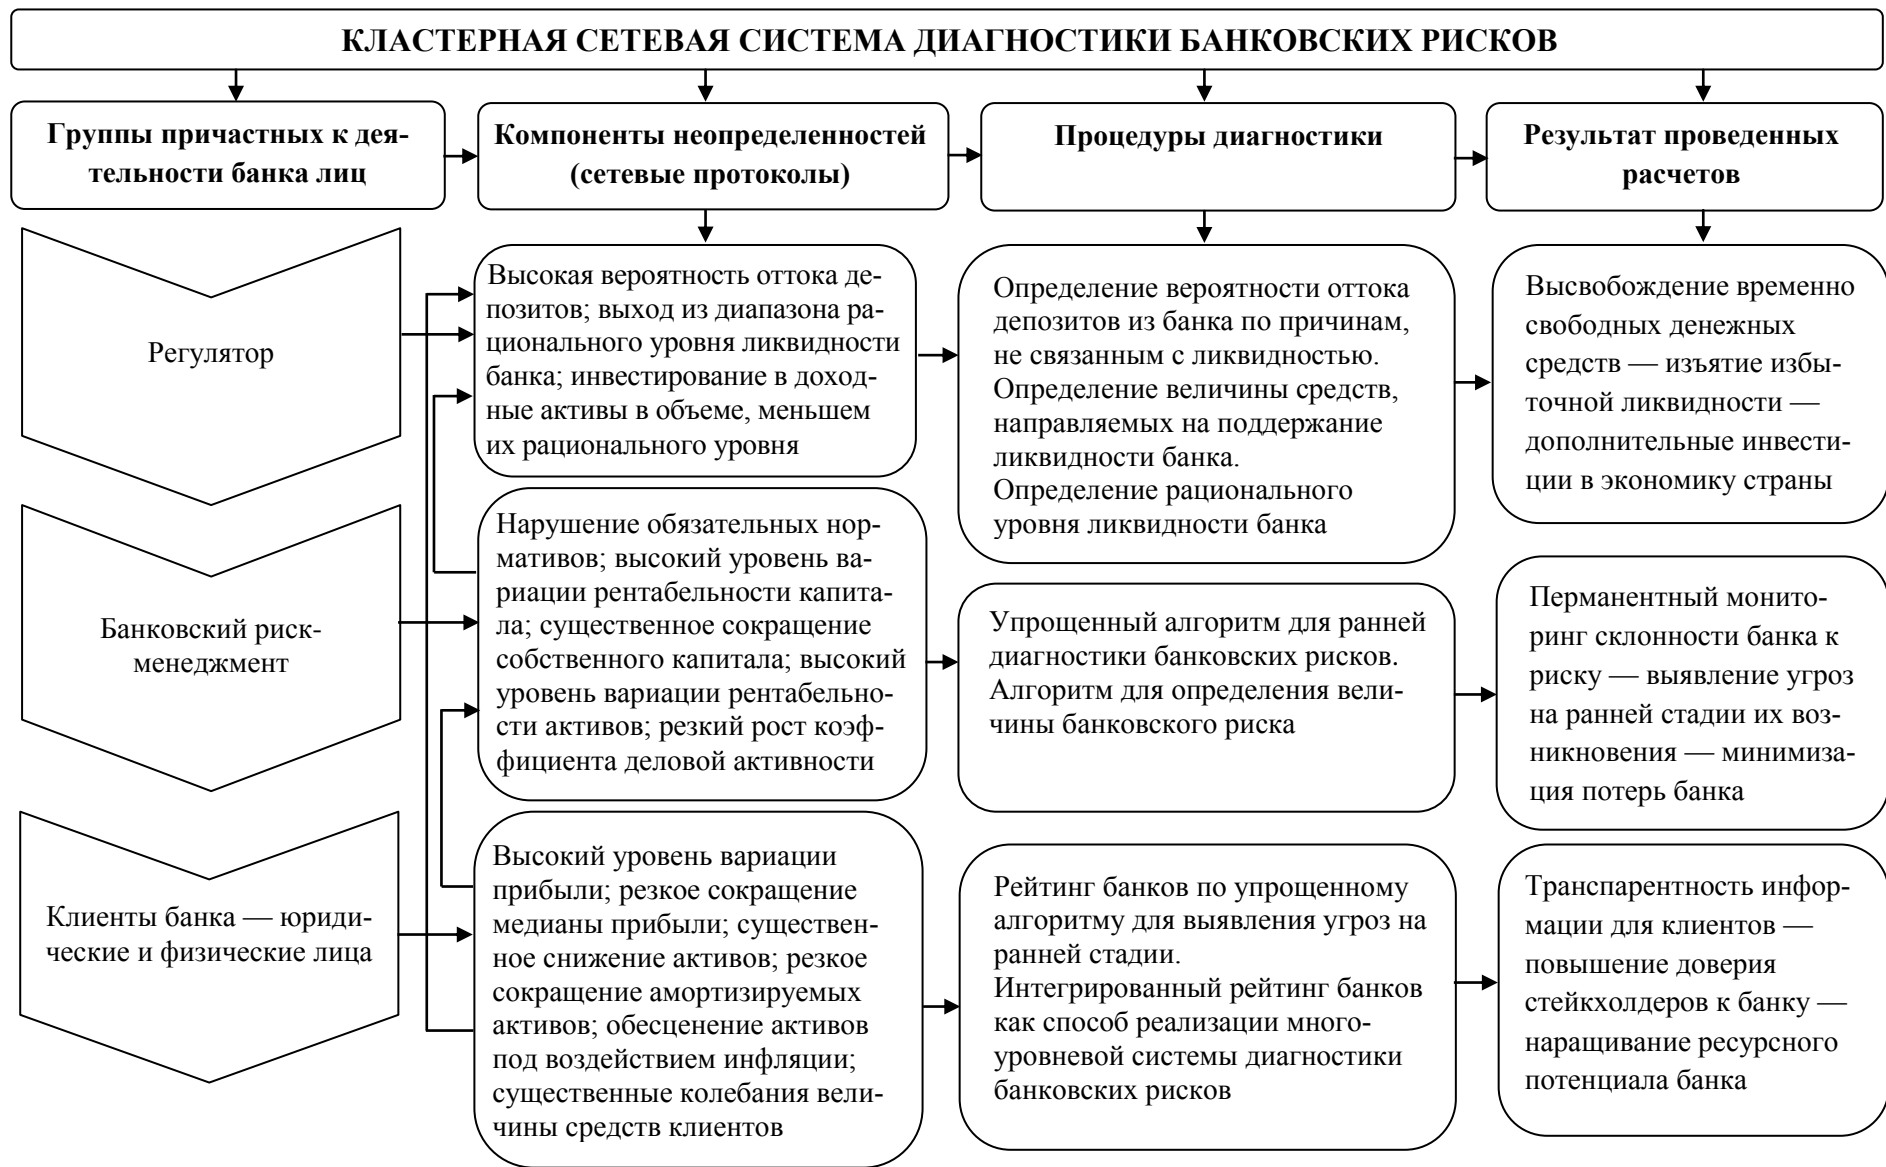 КЛАСТЕРНАЯ СЕТЕВАЯ СИСТЕМА ДИАГНОСТИКИ БАНКОВСКИХ РИСКОВ
Группы причастных к дея-
тельности банка лиц
Компоненты неопределенностей
(сетевые протоколы)
Процедуры диагностики
Результат проведенных
расчетов
Регулятор
Высокая вероятность оттока де-
позитов; выход из диапазона ра-
ционального уровня ликвидности
банка; инвестирование в доход-
ные активы в объеме, меньшем
их рационального уровня
Определение вероятности оттока
депозитов из банка по причинам,
не связанным с ликвидностью.
Определение величины средств,
направляемых на поддержание
ликвидности банка.
Определение рационального
уровня ликвидности банка
Высвобождение временно
свободных денежных
средств — изъятие избы-
точной ликвидности —
дополнительные инвести-
ции в экономику страны
Банковский риск-
менеджмент
Нарушение обязательных нор-
мативов; высокий уровень ва-
риации рентабельности капита-
ла; существенное сокращение
собственного капитала; высокий
уровень вариации рентабельно-
сти активов; резкий рост коэф-
фициента деловой активности
Упрощенный алгоритм для ранней
диагностики банковских рисков.
Алгоритм для определения вели-
чины банковского риска
Перманентный монито-
ринг склонности банка к
риску — выявление угроз
на ранней стадии их воз-
никновения — минимиза-
ция потерь банка
Клиенты банка — юриди-
ческие и физические лица
Высокий уровень вариации
прибыли; резкое сокращение
медианы прибыли; существен-
ное снижение активов; резкое
сокращение амортизируемых
активов; обесценение активов
под воздействием инфляции;
существенные колебания вели-
чины средств клиентов
Рейтинг банков по упрощенному
алгоритму для выявления угроз на
ранней стадии.
Интегрированный рейтинг банков
как способ реализации много-
уровневой системы диагностики
банковских рисков
Транспарентность инфор-
мации для клиентов —
повышение доверия
стейкхолдеров к банку —
наращивание ресурсного
потенциала банка